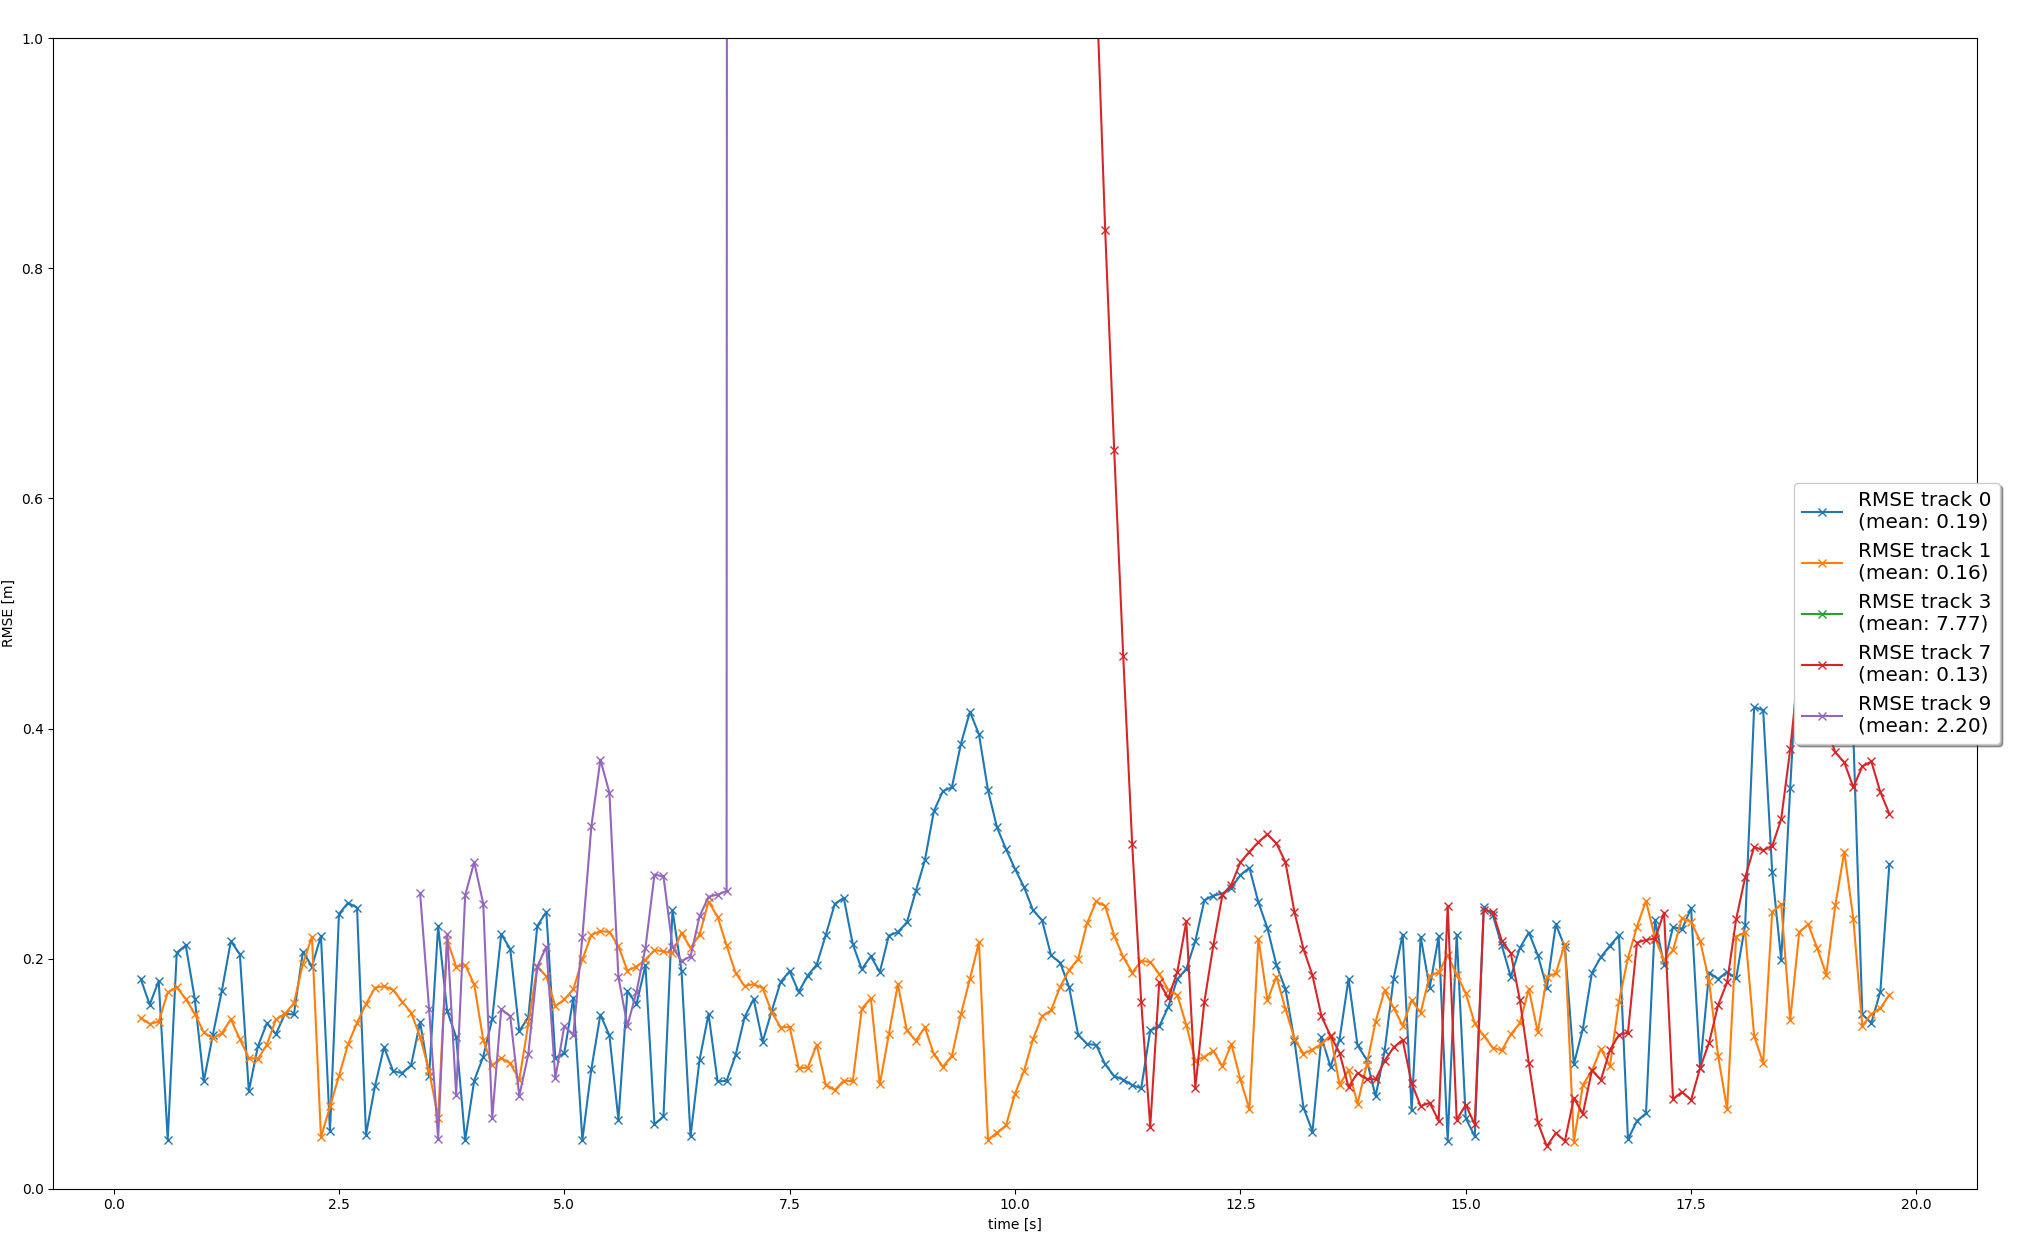 1.0
0.8
0.6
0.4
0.2
0.0
RMSE [m]
0.0 2.5 5.0 7.5 10.0 12.5 15.0 17.5 20.0
time [s]
RMSE track 0
(mean: 0.19)
RMSE track 1
(mean: 0.16)
RMSE track 3
(mean: 7.77)
RMSE track 7
(mean: 0.13)
RMSE track 9
(mean: 2.20)